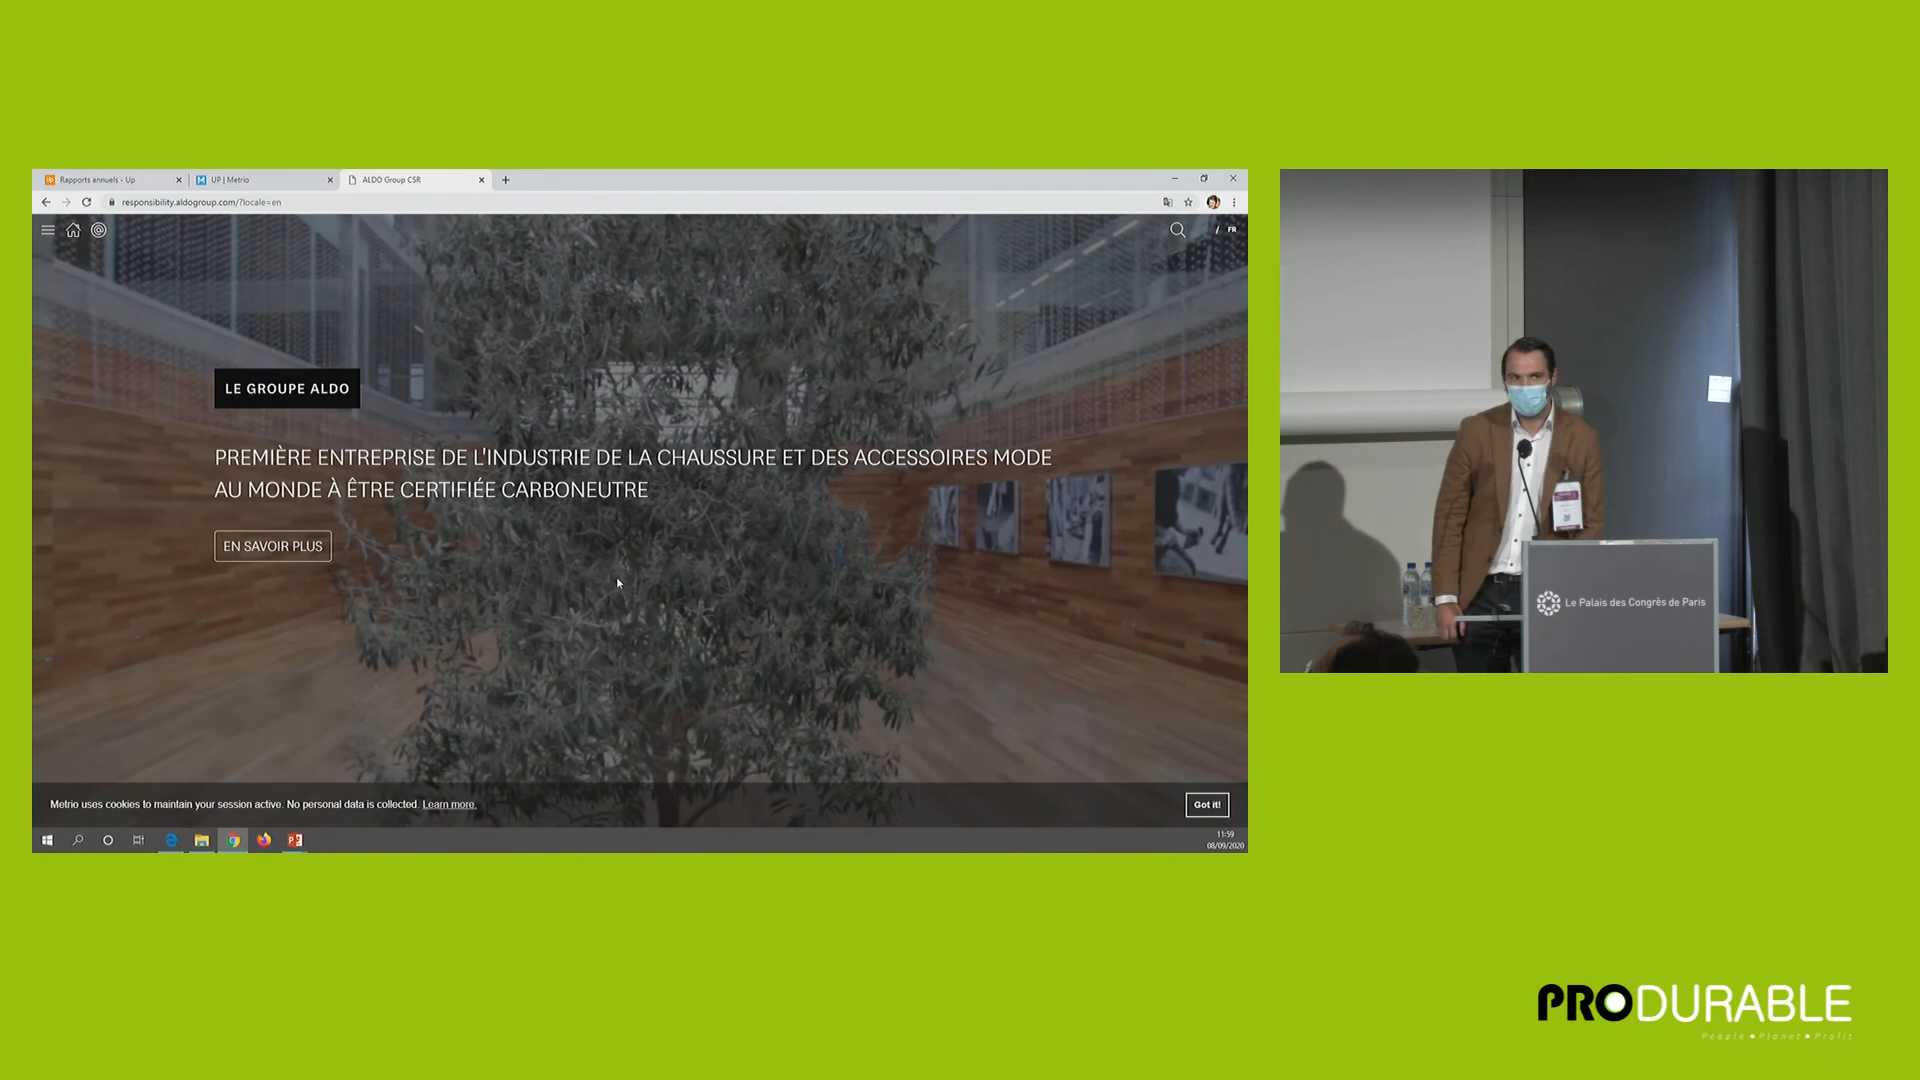 Rapports annuels - Up
UP | Metrio
ALDO Group CSR
responsibility.aldogroup.com/?locale=en
/ FR
LE GROUPE ALDO
PREMIÈRE ENTREPRISE DE L'INDUSTRIE DE LA CHAUSSURE ET DES ACCESSOIRES MODE
AU MONDE À ÊTRE CERTIFIÉE CARBONEUTRE
EN SAVOIR PLUS
Metrio uses cookies to maintain your session active. No personal data is collected. Learn more.
Got it!
11:59
08/09/2020
Le Palais des Congrès de Paris
PRODURABLE
People • Planet • Profit